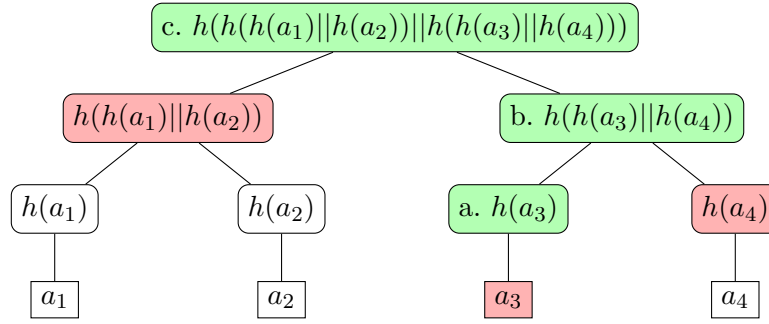 c. h(h(h(a₁)||h(a₂))||h(h(a₃)||h(a₄)))
h(h(a₁)||h(a₂))
b. h(h(a₃)||h(a₄))
h(a₁)
h(a₂)
a. h(a₃)
h(a₄)
a₁
a₂
a₃
a₄